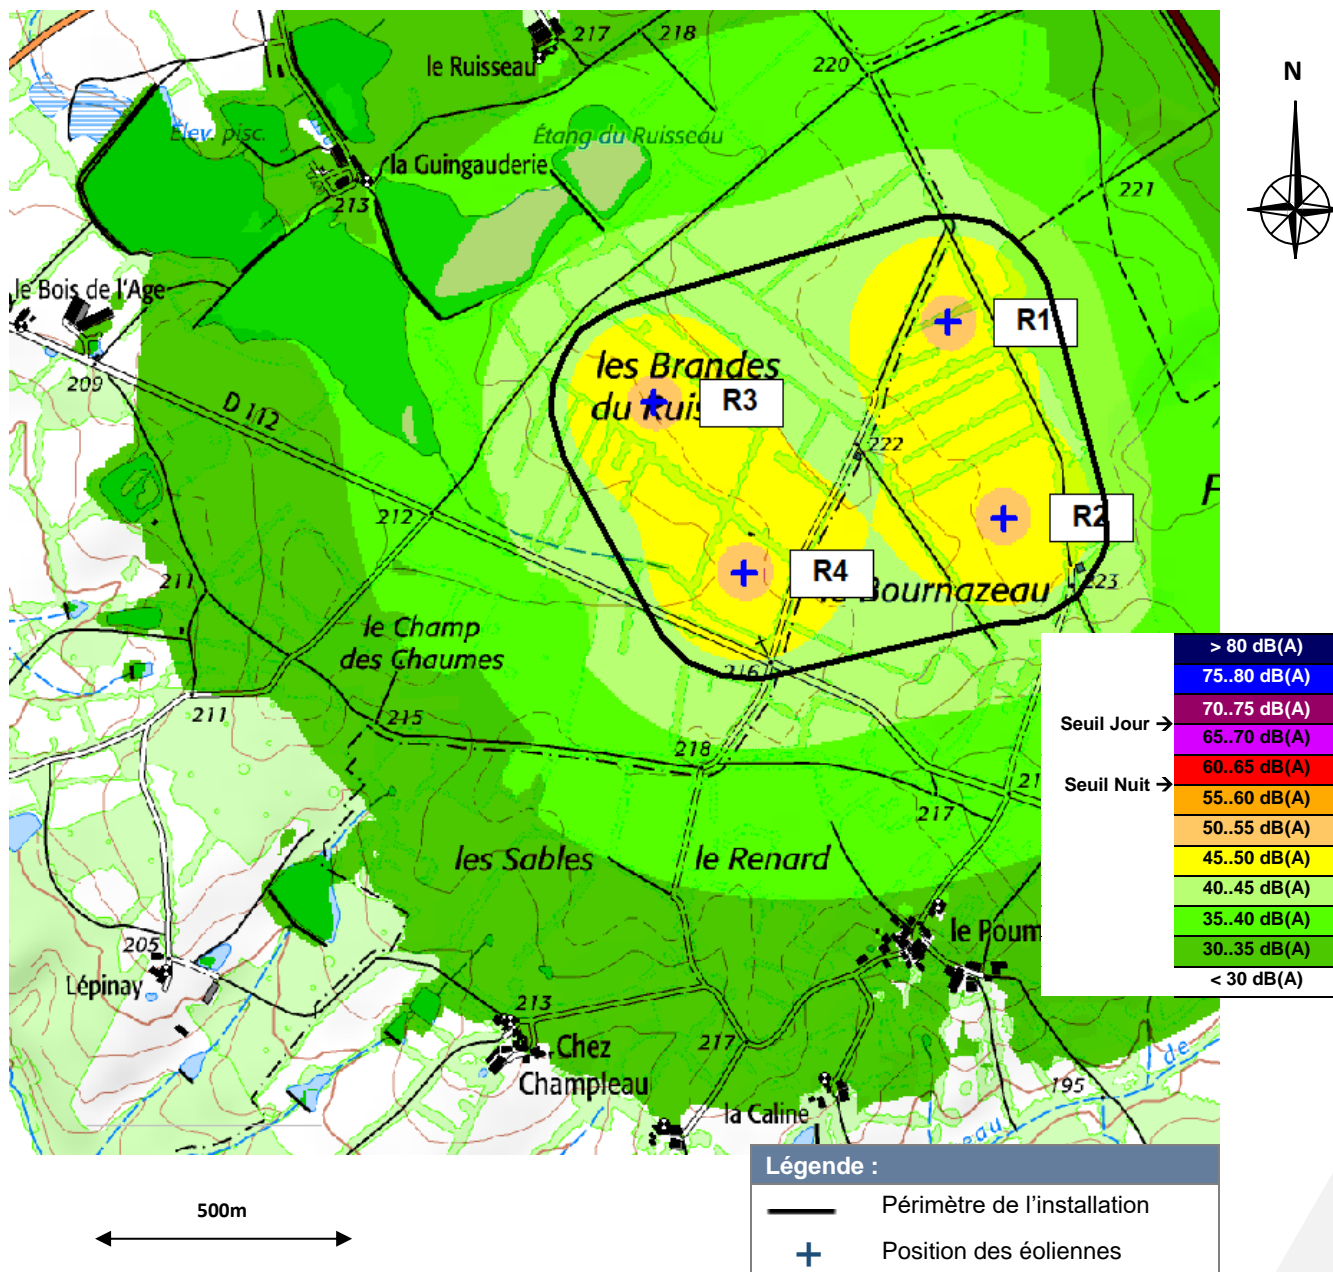 217
218
le Ruisseau
220
N
Élev. pisc.
Étang du Ruisseau
la Guingauderie
213
221
le Bois de l'Age
R1
209
les Brandes
R3
D 112
222
212
R2
R4
211
le Bournazeau
223
le Champ
des Chaumes
216
211
215
218
217
> 80 dB(A)
75..80 dB(A)
70..75 dB(A)
Seuil Jour →
65..70 dB(A)
60..65 dB(A)
Seuil Nuit →
55..60 dB(A)
50..55 dB(A)
45..50 dB(A)
40..45 dB(A)
35..40 dB(A)
30..35 dB(A)
< 30 dB(A)
les Sables
le Renard
205
Lépinay
le Poum
213
Chez
Champleau
217
la Caline
195
eau
de
Légende :
500m
Périmètre de l'installation
Position des éoliennes